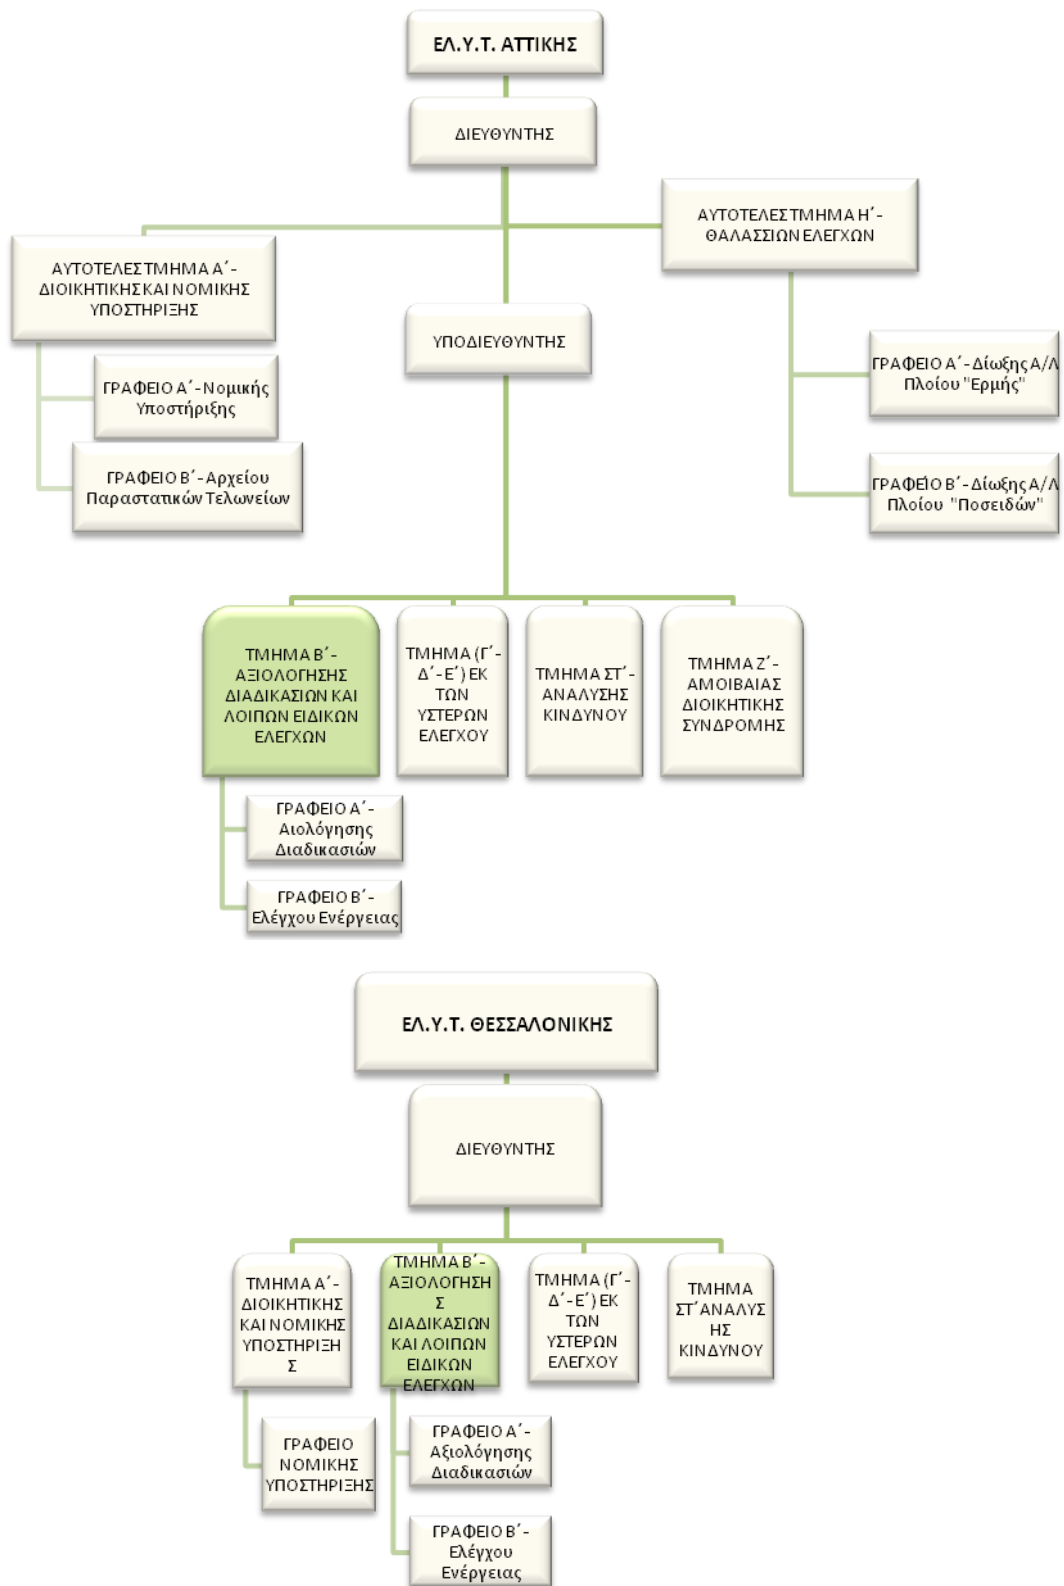 ΕΛ.Υ.Τ. ΑΤΤΙΚΗΣ
ΔΙΕΥΘΥΝΤΗΣ
ΑΥΤΟΤΕΛΕΣ ΤΜΗΜΑ Η΄-
ΘΑΛΑΣΣΙΩΝ ΕΛΕΓΧΩΝ
ΑΥΤΟΤΕΛΕΣ ΤΜΗΜΑ Α΄-
ΔΙΟΙΚΗΤΙΚΗΣ ΚΑΙ ΝΟΜΙΚΗΣ
ΥΠΟΣΤΗΡΙΞΗΣ
ΥΠΟΔΙΕΥΘΥΝΤΗΣ
ΓΡΑΦΕΙΟ Α΄- Νομικής
Υποστήριξης
ΓΡΑΦΕΙΟ Β΄- Αρχείου
Παραστατικών Τελωνείων
ΓΡΑΦΕΙΟ Α΄- Δίωξης Α/Λ
Πλοίου "Ερμής"
ΓΡΑΦΕΙΟ Β΄- Δίωξης Α/Λ
Πλοίου "Ποσειδών"
ΤΜΗΜΑ Β΄-
ΑΞΙΟΛΟΓΗΣΗΣ
ΔΙΑΔΙΚΑΣΙΩΝ ΚΑΙ
ΛΟΙΠΩΝ ΕΙΔΙΚΩΝ
ΕΛΕΓΧΩΝ
ΤΜΗΜΑ (Γ΄-
Δ΄- Ε΄) ΕΚ
ΤΩΝ
ΥΣΤΕΡΩΝ
ΕΛΕΓΧΟΥ
ΤΜΗΜΑ ΣΤ΄-
ΑΝΑΛΥΣΗΣ
ΚΙΝΔΥΝΟΥ
ΤΜΗΜΑ Ζ΄-
ΑΜΟΙΒΑΙΑΣ
ΔΙΟΙΚΗΤΙΚΗΣ
ΣΥΝΔΡΟΜΗΣ
ΓΡΑΦΕΙΟ Α΄-
Αιολόγησης
Διαδικασιών
ΓΡΑΦΕΙΟ Β΄-
Ελέγχου Ενέργειας
ΕΛ.Υ.Τ. ΘΕΣΣΑΛΟΝΙΚΗΣ
ΔΙΕΥΘΥΝΤΗΣ
ΤΜΗΜΑ Α΄-
ΔΙΟΙΚΗΤΙΚΗΣ
ΚΑΙ ΝΟΜΙΚΗΣ
ΥΠΟΣΤΗΡΙΞΗ
Σ
ΤΜΗΜΑ Β΄-
ΑΞΙΟΛΟΓΗΣΗ
Σ
ΔΙΑΔΙΚΑΣΙΩΝ
ΚΑΙ ΛΟΙΠΩΝ
ΕΙΔΙΚΩΝ
ΕΛΕΓΧΩΝ
ΤΜΗΜΑ (Γ΄-
Δ΄- Ε΄) ΕΚ
ΤΩΝ
ΥΣΤΕΡΩΝ
ΕΛΕΓΧΟΥ
ΤΜΗΜΑ
ΣΤ΄ΑΝΑΛΥΣ
ΗΣ
ΚΙΝΔΥΝΟΥ
ΓΡΑΦΕΙΟ
ΝΟΜΙΚΗΣ
ΥΠΟΣΤΗΡΙΞΗΣ
ΓΡΑΦΕΙΟ Α΄-
Αξιολόγησης
Διαδικασιών
ΓΡΑΦΕΙΟ Β΄-
Ελέγχου
Ενέργειας